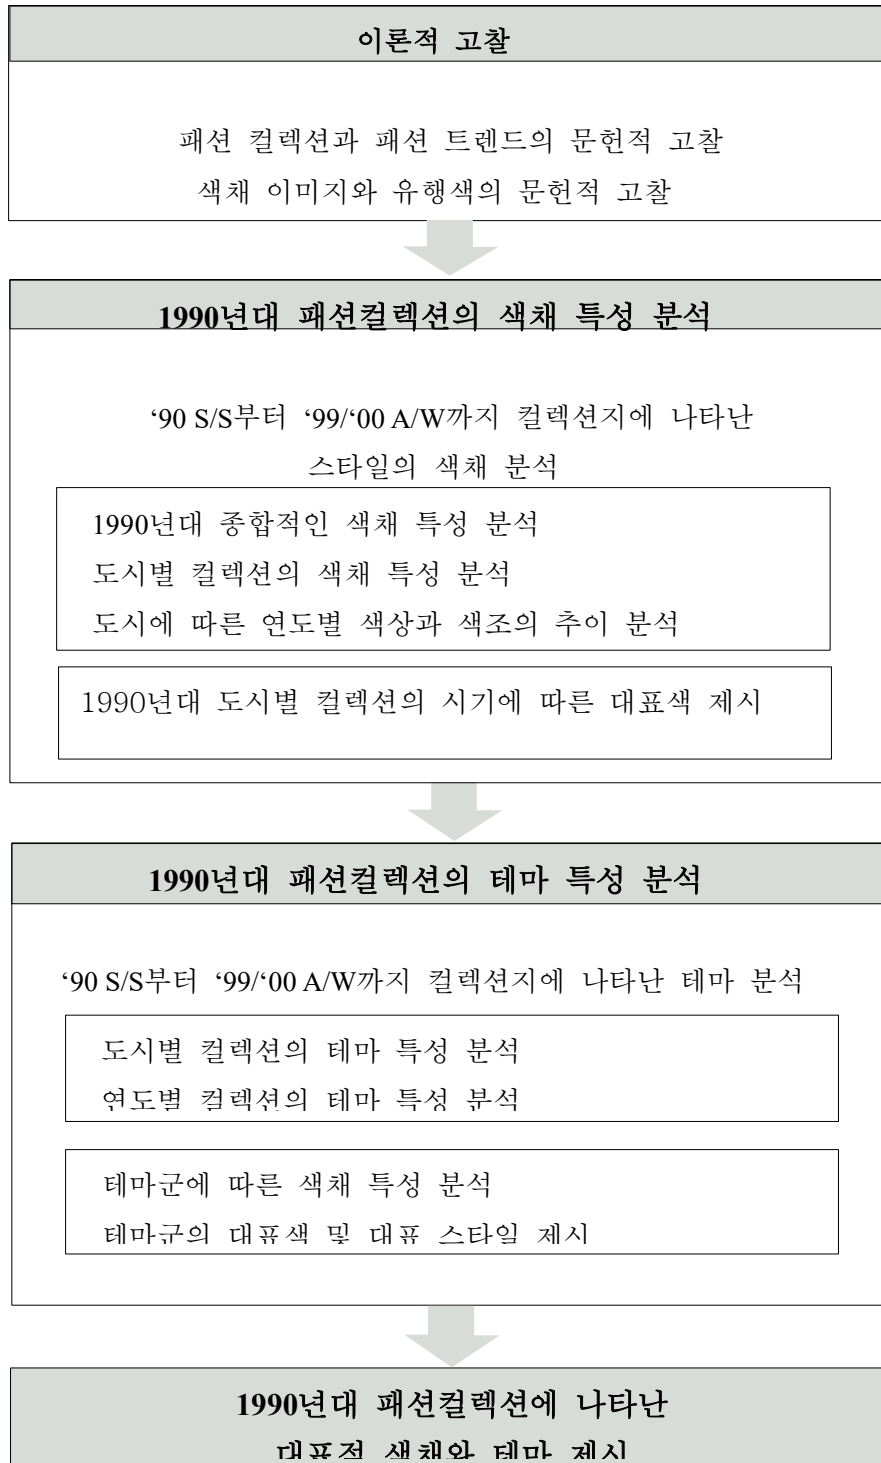 이론적 고찰
패션 컬렉션과 패션 트렌드의 문헌적 고찰
색채 이미지와 유행색의 문헌적 고찰
1990년대 패션컬렉션의 색채 특성 분석
‘90 S/S부터 ‘99/‘00 A/W까지 컬렉션지에 나타난
스타일의 색채 분석
1990년대 종합적인 색채 특성 분석
도시별 컬렉션의 색채 특성 분석
도시에 따른 연도별 색상과 색조의 추이 분석
1990년대 도시별 컬렉션의 시기에 따른 대표색 제시
1990년대 패션컬렉션의 테마 특성 분석
‘90 S/S부터 ‘99/‘00 A/W까지 컬렉션지에 나타난 테마 분석
도시별 컬렉션의 테마 특성 분석
연도별 컬렉션의 테마 특성 분석
테마군에 따른 색채 특성 분석
테마군의 대표색 및 대표 스타일 제시
1990년대 패션컬렉션에 나타난
대표적 색채와 테마 제시